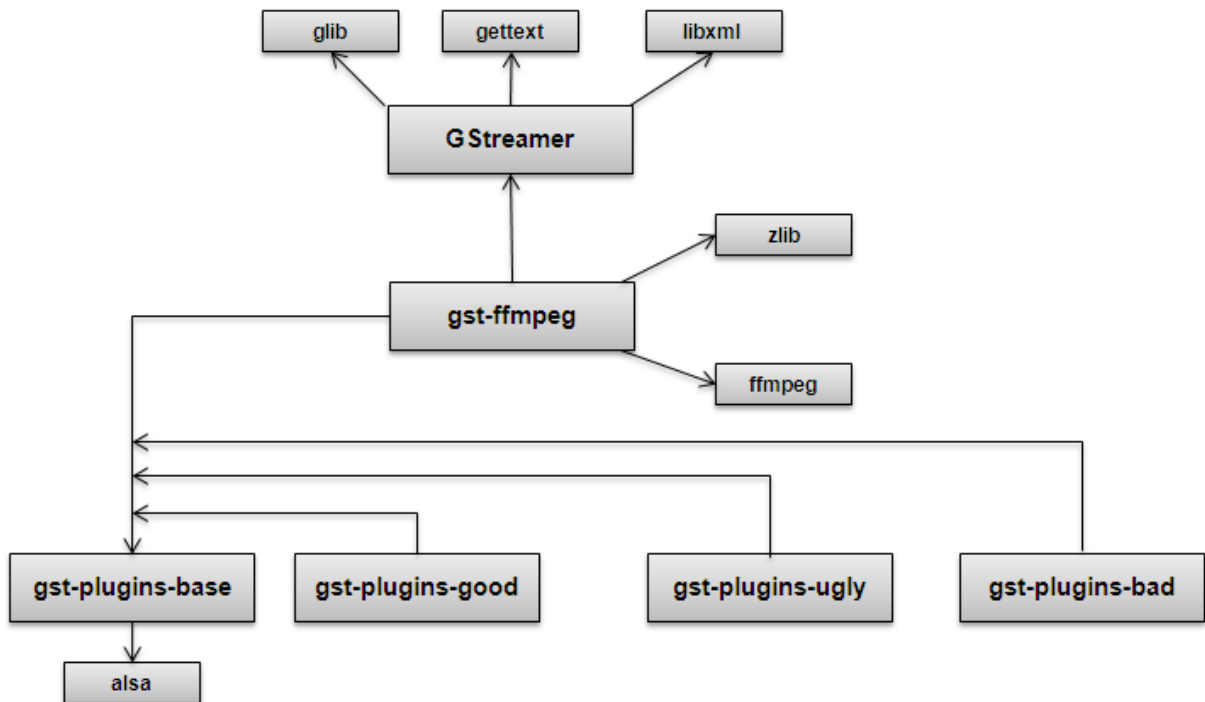 glib
gettext
libxml
GStreamer
zlib
gst-ffmpeg
ffmpeg
gst-plugins-base
gst-plugins-good
gst-plugins-ugly
gst-plugins-bad
alsa